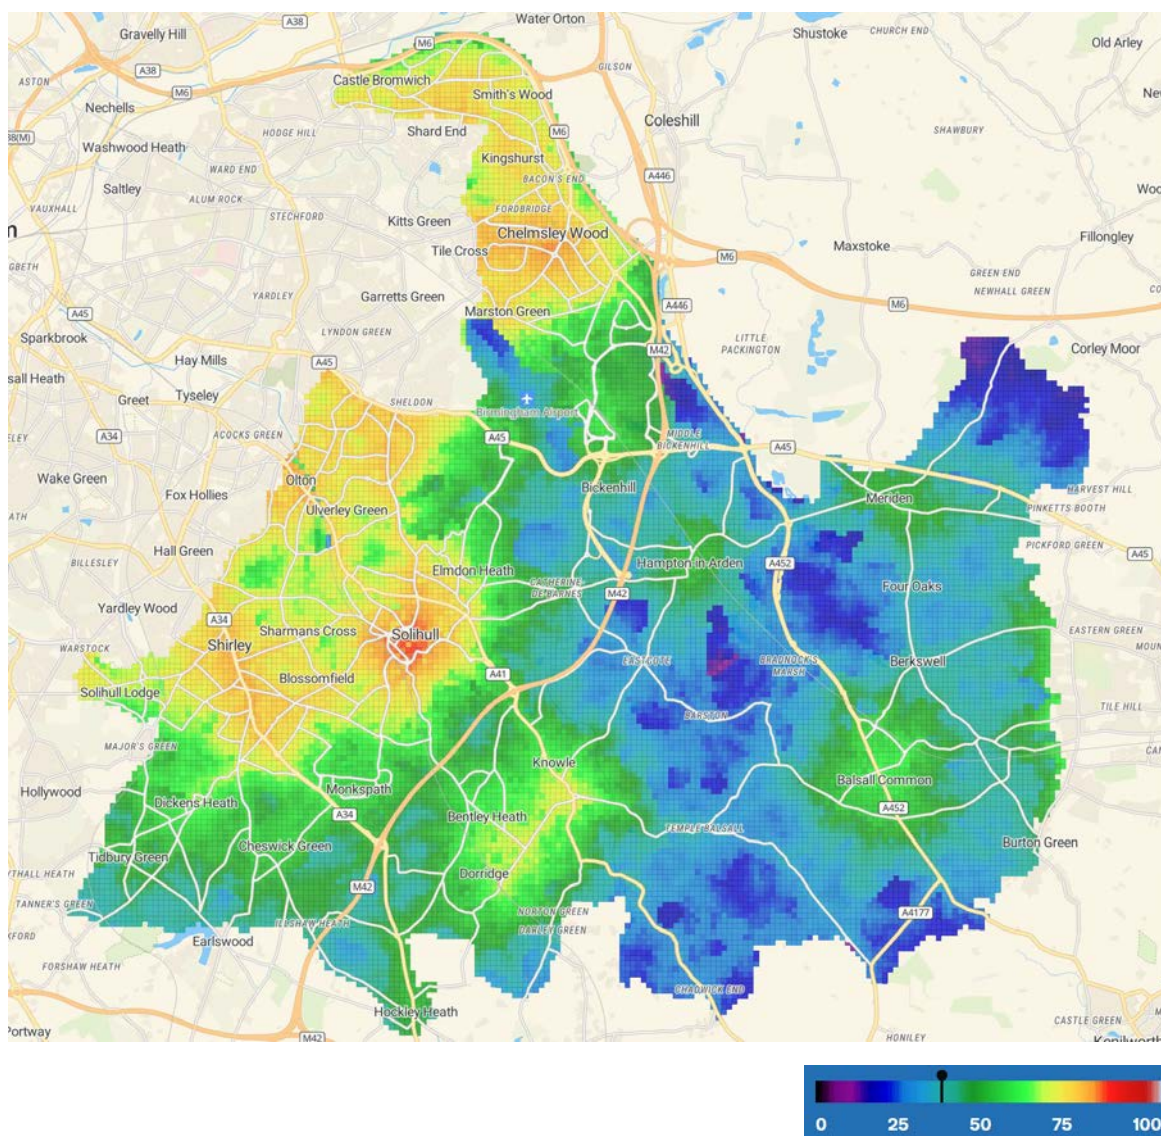 Water Orton
A38
Gravelly Hill
Shustoke
CHURCH END
M6
Old Arley
GILSON
A38
ASTON
Castle Bromwich
M6
Smith's Wood
Nechells
Coleshill
Shard End
M6
SHAWBURY
HODGE HILL
Washwood Heath
Kingshurst
WARD END
A446
BACON'S END
Saltley
ALUM ROCK
VAUXHALL
STECHFORD
FORDBRIDGE
Kitts Green
Chelmsley Wood
Fillongley
Maxstoke
Tile Cross
M6
GREEN END
YARDLEY
Garretts Green
NEWHALL GREEN
A446
M6
A45
Marston Green
LYNDON GREEN
Sparkbrook
LITTLE
PACKINGTON
Corley Moor
Hay Mills
A45
M42
Tyseley
Greet
SHELDON
Birmingham Airport
A34
ACOCKS GREEN
A45
MIDDLE
BICKENHILL
A45
Wake Green
Olton
Bickenhill
Fox Hollies
HARVEST HILL
Meriden
Ulverley Green
PINKETTS BOOTH
Hall Green
PICKFORD GREEN
A45
BILLESLEY
Elmdon Heath
Hampton in Arden
A452
CATHERINE
DE BARNES
Four Oaks
M42
Yardley Wood
A34
Sharmans Cross
Solihull
EASTERN GREEN
Shirley
WARSTOCK
EASTCOTE
BRADNOCK'S
MARSH
Berkswell
Blossomfield
A41
Solihull Lodge
TILE HILL
BARSTON
MAJOR'S GREEN
Knowle
Balsall Common
Hollywood
Monkspath
Dickens Heath
A452
A34
Bentley Heath
TEMPLE BALSALL
Cheswick Green
Burton Green
Tidbury Green
Dorridge
M42
TANNER'S GREEN
NORTON GREEN
A4177
ILLSHAW HEATH
DARLEY GREEN
Earlswood
FORSHAW HEATH
CHADWICK END
Hockley Heath
CASTLE GREEN
M42
HONILEY
0 25 50 75 100